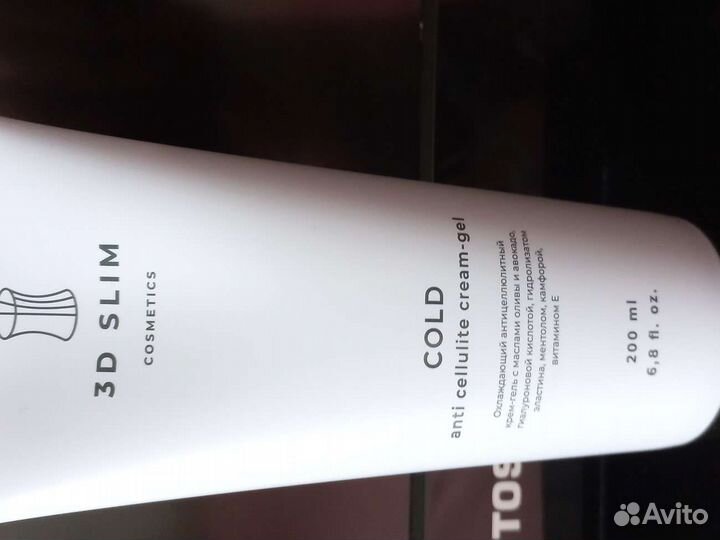 3D SLIM
COSMETICS
COLD
anti cellulite cream-gel
Охлаждающий антицеллюлитный
крем-гель с маслами оливы и авокадо,
гиалуроновой кислотой, гидролизатом
эластина, ментолом, камфорой,
витамином Е
200 ml
6,8 fl. oz.
TOS
Avito